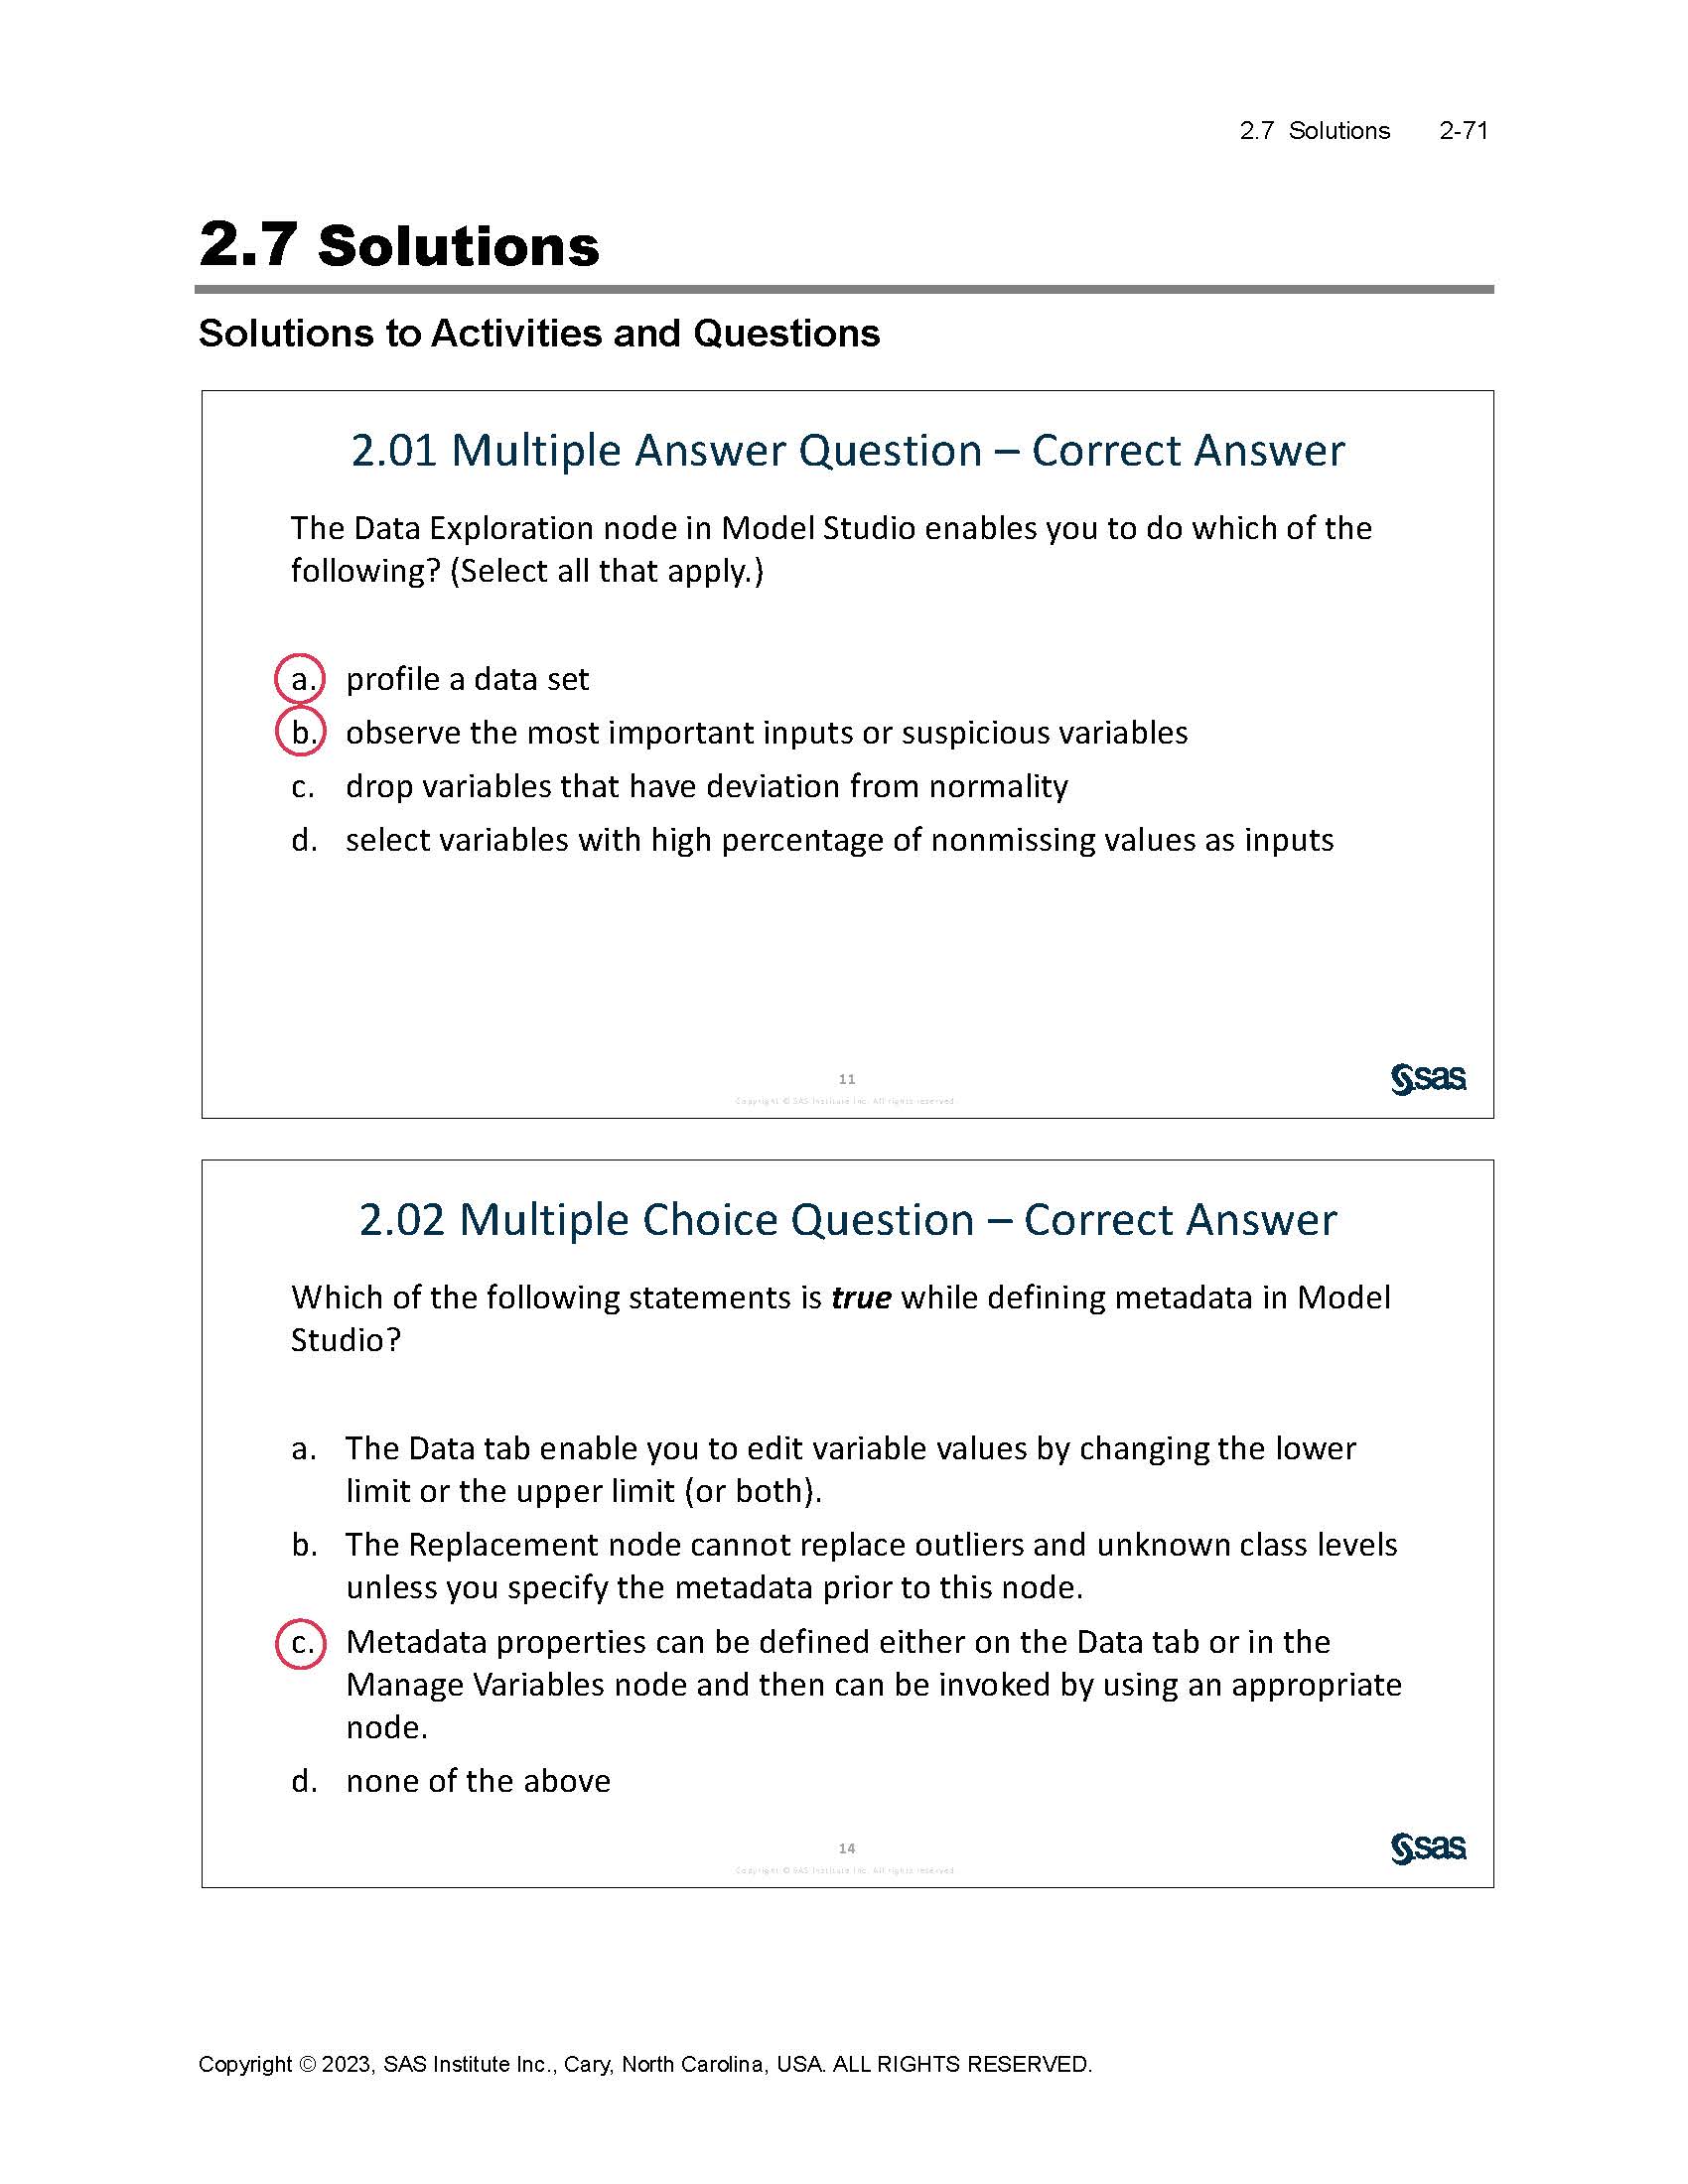 2.7 Solutions 2-71
2.7 Solutions
Solutions to Activities and Questions
2.01 Multiple Answer Question – Correct Answer
The Data Exploration node in Model Studio enables you to do which of the
following? (Select all that apply.)
a. profile a data set
b. observe the most important inputs or suspicious variables
c. drop variables that have deviation from normality
d. select variables with high percentage of nonmissing values as inputs
11
Copyright © SAS Institute Inc. All rights reserved.
sas
2.02 Multiple Choice Question – Correct Answer
Which of the following statements is true while defining metadata in Model
Studio?
a. The Data tab enable you to edit variable values by changing the lower
limit or the upper limit (or both).
b. The Replacement node cannot replace outliers and unknown class levels
unless you specify the metadata prior to this node.
c. Metadata properties can be defined either on the Data tab or in the
Manage Variables node and then can be invoked by using an appropriate
node.
d. none of the above
14
Copyright © SAS Institute Inc. All rights reserved.
sas
Copyright © 2023, SAS Institute Inc., Cary, North Carolina, USA. ALL RIGHTS RESERVED.